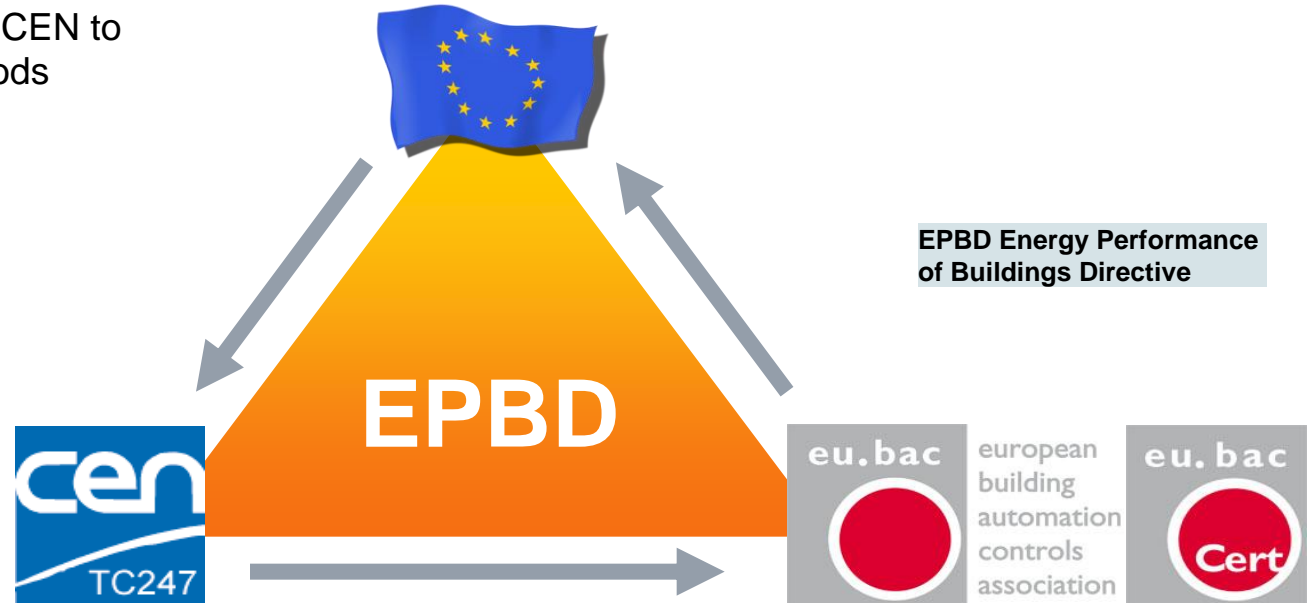 CEN to
ods
EPBD Energy Performance
of Buildings Directive
EPBD
cen
TC247
eu.bac
european
building
automation
controls
association
eu.bac
Cert